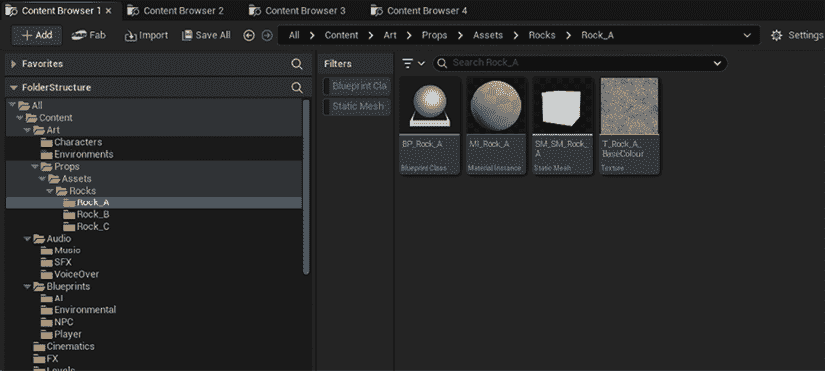 Content Browser 1 × Content Browser 2 Content Browser 3 Content Browser 4
+ Add Fab Import Save All All > Content > Art > Props > Assets > Rocks > Rock_A Settings
Favorites
FolderStructure
All
Content
Art
Characters
Environments
Props
Assets
Rocks
Rock_A
Rock_B
Rock_C
Audio
Music
SFX
VoiceOver
Blueprints
AI
Environmental
NPC
Player
Cinematics
FX
Levels
Filters
Blueprint Cla
Static Mesh
Search Rock_A
BP_Rock_A
Blueprint Class
MI_Rock_A
Material Instance
SM_SM_Rock_
A
Static Mesh
T_Rock_A_
BaseColour
Texture